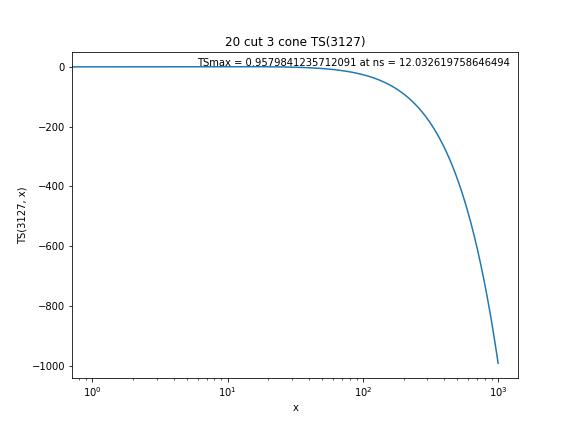 20 cut 3 cone TS(3127)
TSmax = 0.9579841235712091 at ns = 12.032619758646494
0
−200
−400
−600
−800
−1000
TS(3127, x)
10⁰ 10¹ 10² 10³
x